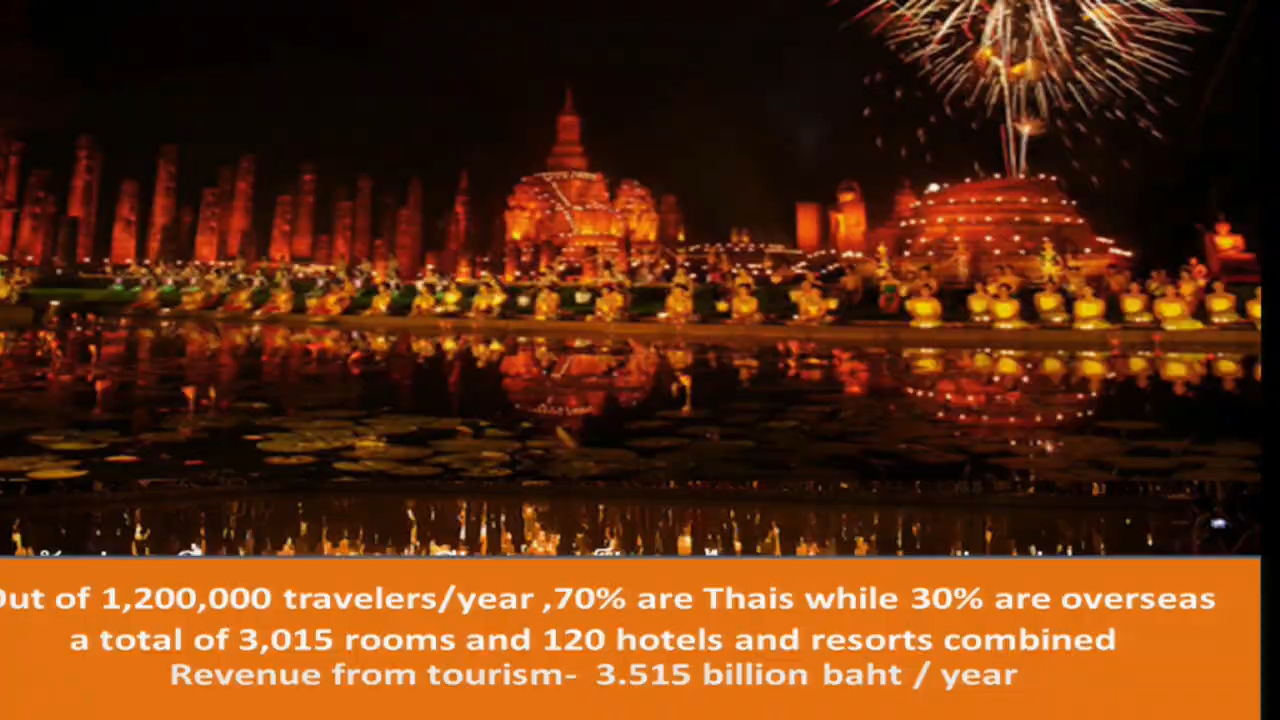 Out of 1,200,000 travelers/year ,70% are Thais while 30% are overseas
a total of 3,015 rooms and 120 hotels and resorts combined
Revenue from tourism- 3.515 billion baht / year